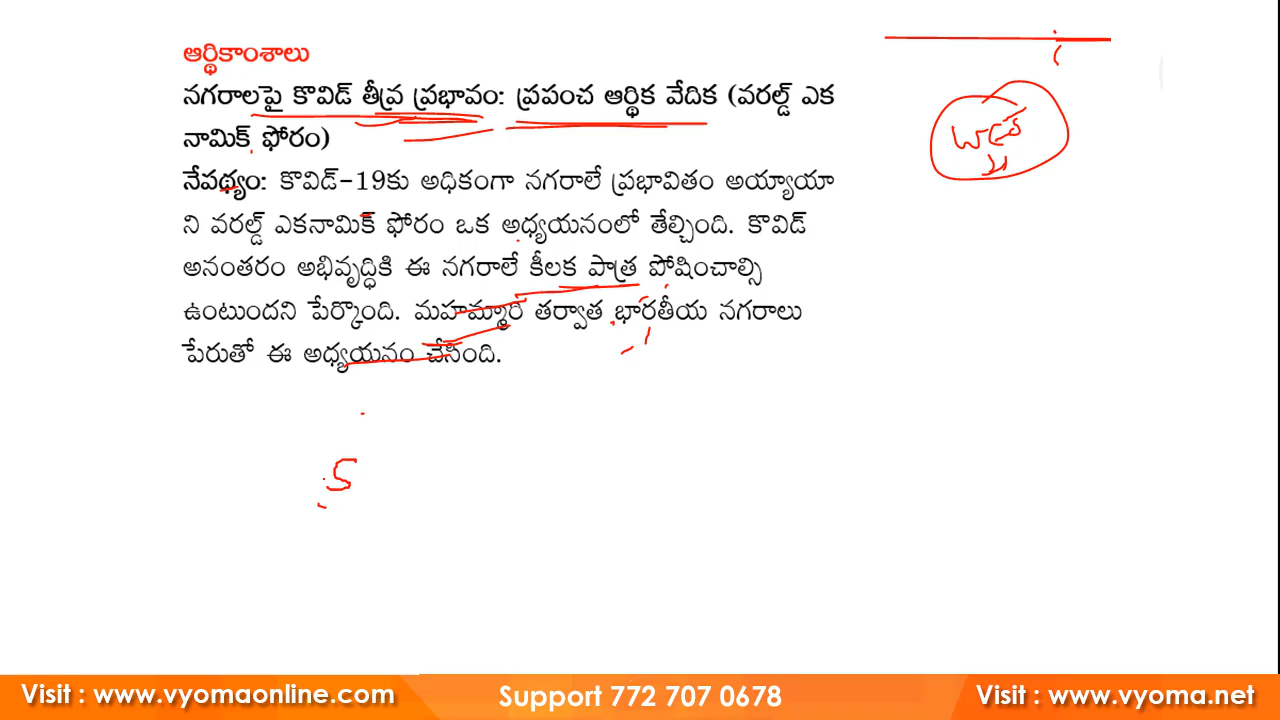 ఆర్థికాంశాలు
నగరాలపై కొవిడ్ తీవ్ర ప్రభావం: ప్రపంచ ఆర్థిక వేదిక (వరల్డ్ ఎక
నామిక్ ఫోరం)
నేపథ్యం: కొవిడ్-19కు అధికంగా నగరాలే ప్రభావితం అయ్యాయా
ని వరల్డ్ ఎకనామిక్ ఫోరం ఒక అధ్యయనంలో తేల్చింది. కొవిడ్
అనంతరం అభివృద్ధికి ఈ నగరాలే కీలక పాత్ర పోషించాల్సి
ఉంటుందని పేర్కొంది. మహమ్మారి తర్వాత భారతీయ నగరాలు
పేరుతో ఈ అధ్యయనం చేసింది.
Visit : www.vyomaonline.com
Support 772 707 0678
Visit : www.vyoma.net